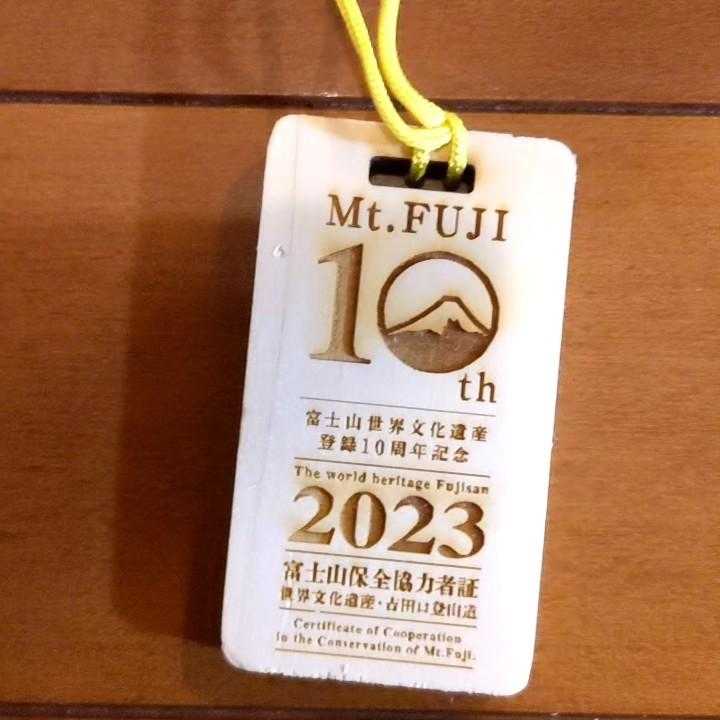 Mt.FUJI
10
th
富士山世界文化遺産
登録10周年記念
The world heritage Fujisan
2023
富士山保全協力者証
世界文化遺産・吉田口登山道
Certificate of Cooperation
in the Conservation of Mt.Fuji.